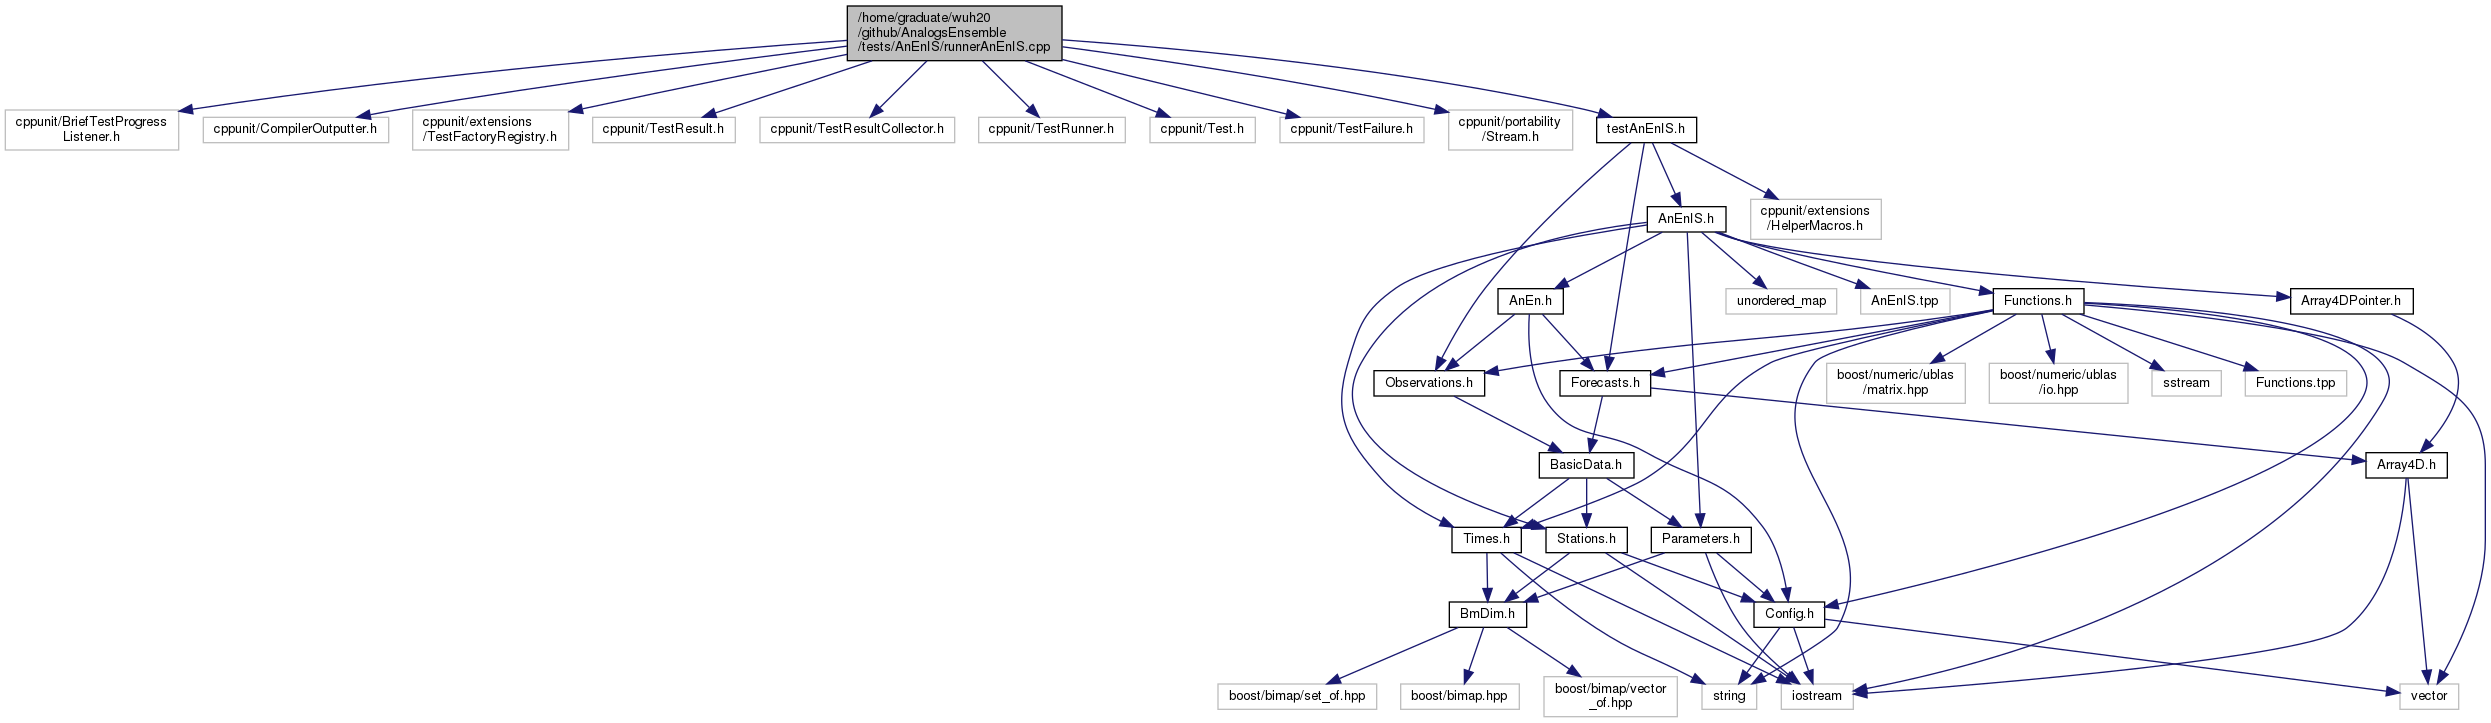 /home/graduate/wuh20
/github/AnalogsEnsemble
/tests/AnEnIS/runnerAnEnIS.cpp
cppunit/BriefTestProgress
Listener.h
cppunit/CompilerOutputter.h
cppunit/extensions
/TestFactoryRegistry.h
cppunit/TestResult.h
cppunit/TestResultCollector.h
cppunit/TestRunner.h
cppunit/Test.h
cppunit/TestFailure.h
cppunit/portability
/Stream.h
testAnEnIS.h
AnEnIS.h
cppunit/extensions
/HelperMacros.h
AnEn.h
unordered_map
AnEnIS.tpp
Functions.h
Array4DPointer.h
Observations.h
Forecasts.h
boost/numeric/ublas
/matrix.hpp
boost/numeric/ublas
/io.hpp
sstream
Functions.tpp
BasicData.h
Array4D.h
Times.h
Stations.h
Parameters.h
BmDim.h
Config.h
boost/bimap/set_of.hpp
boost/bimap.hpp
boost/bimap/vector
_of.hpp
string
iostream
vector